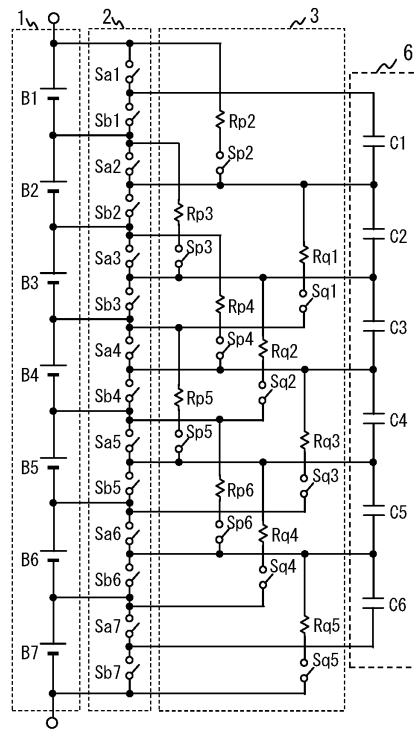 1
2
3
6
Sa1
B1
Sb1
Rp2
Sp2
C1
Sa2
B2
Sb2
Rp3
Sp3
C2
Rq1
Sa3
B3
Sb3
Rp4
Sp4
Sq1
C3
Sa4
Rq2
B4
Sb4
Rp5
Sp5
Sq2
C4
Sa5
Rq3
B5
Sb5
Rp6
Sp6
Sq3
C5
Sa6
Rq4
B6
Sb6
Sq4
C6
Sa7
Rq5
B7
Sb7
Sq5